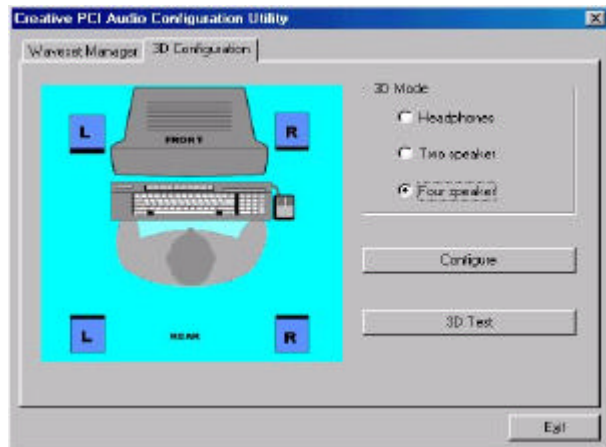 Creative PCI Audio Configuration Utility
Waveset Manager
3D Configuration
L
FRONT
R
L
REAR
R
3D Mode
Headphones
Two speaker
Four speaker
Configure
3D Test
Exit